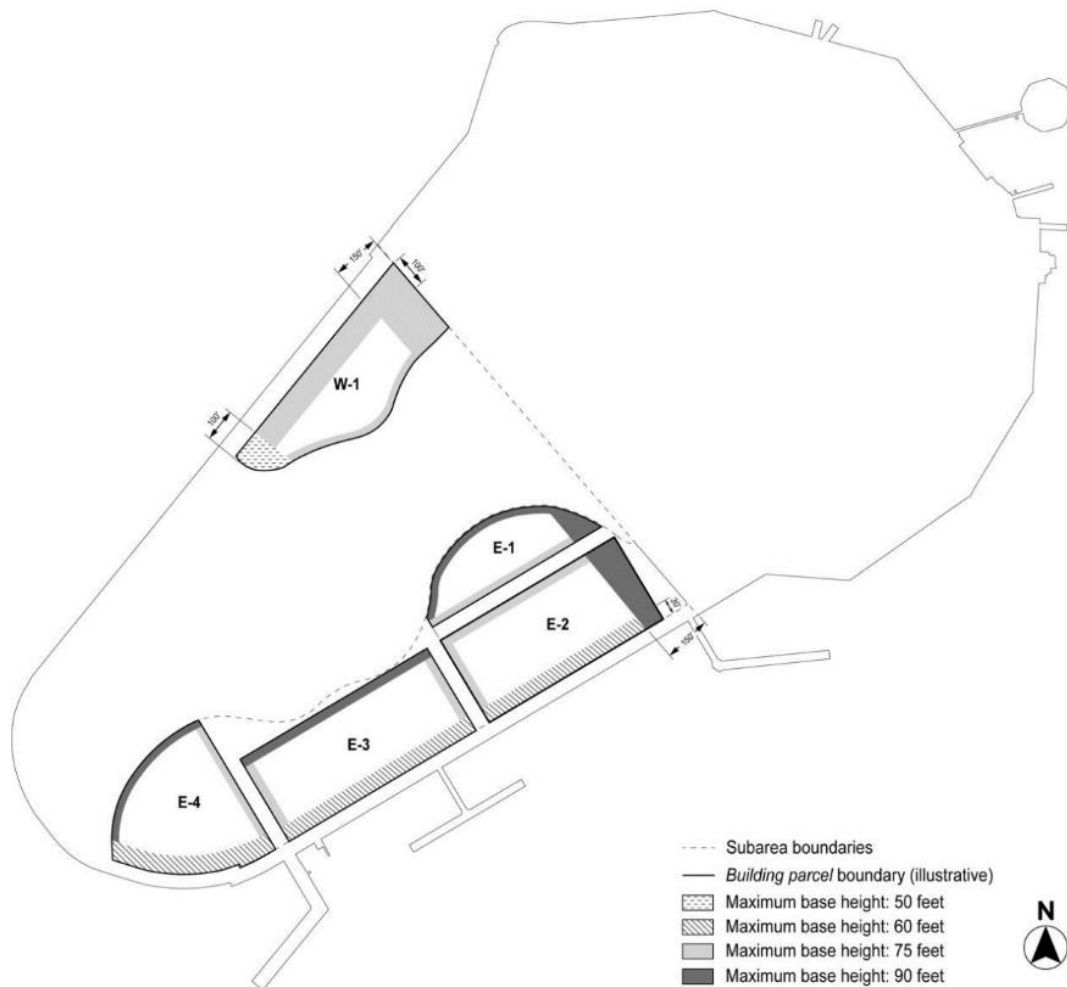 150'
100'
W-1
100'
E-1
E-2
20'
150'
E-3
E-4
Subarea boundaries
Building parcel boundary (illustrative)
Maximum base height: 50 feet
Maximum base height: 60 feet
Maximum base height: 75 feet
Maximum base height: 90 feet
N